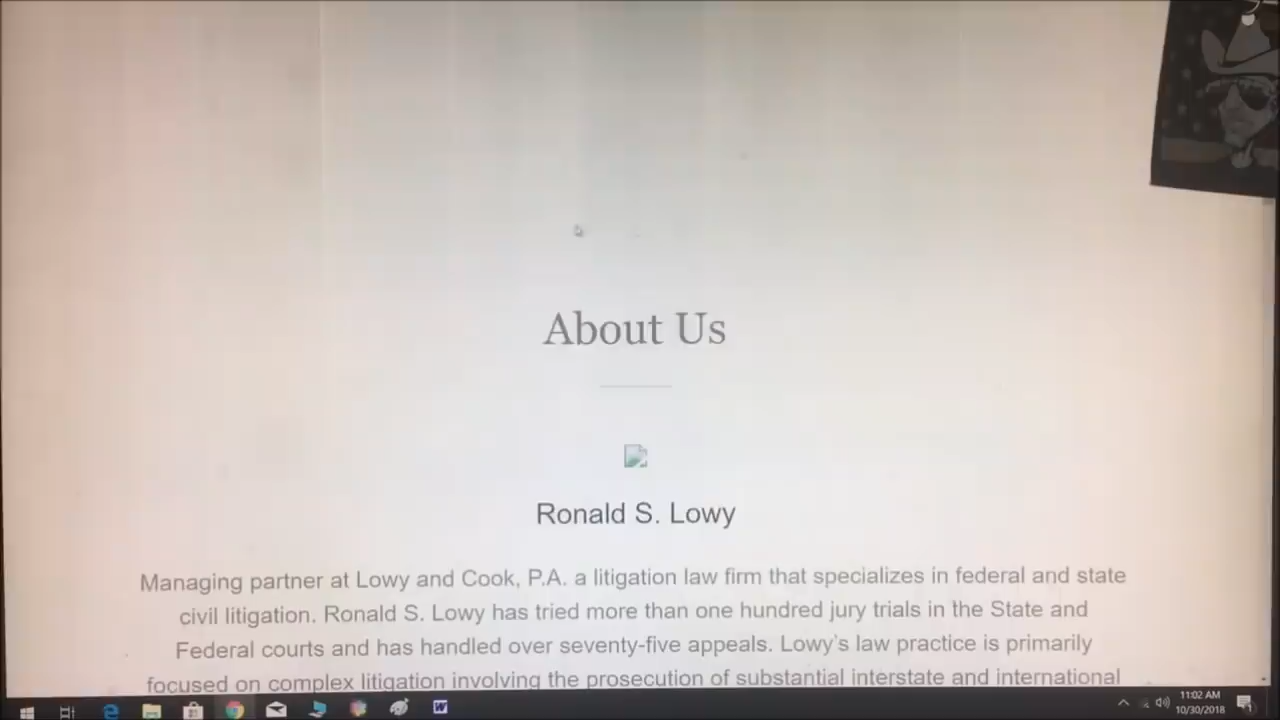 About Us
Ronald S. Lowy
Managing partner at Lowy and Cook, P.A. a litigation law firm that specializes in federal and state
civil litigation. Ronald S. Lowy has tried more than one hundred jury trials in the State and
Federal courts and has handled over seventy-five appeals. Lowy's law practice is primarily
focused on complex litigation involving the prosecution of substantial interstate and international
11:02 AM
10/30/2018